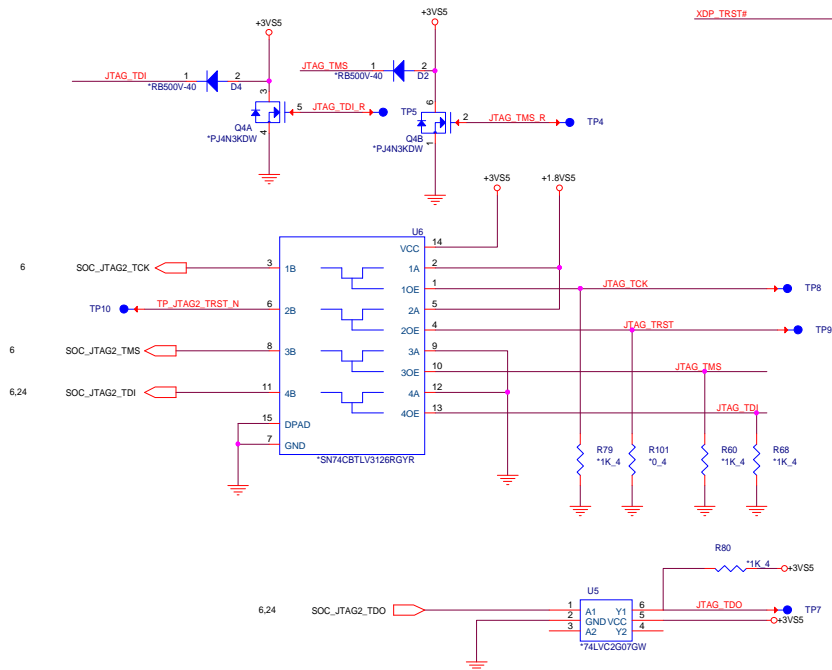 XDP_TRST#
+3VS5
+3VS5
JTAG_TDI 1 2
*RB500V-40 D4
JTAG_TMS 1 2
*RB500V-40 D2
3
5 JTAG_TDI_R TP5
4
Q4A
*PJ4N3KDW
6
2 JTAG_TMS_R TP4
1
Q4B
*PJ4N3KDW
+3VS5
+1.8VS5
U6
VCC 14
6 SOC_JTAG2_TCK 3 1B 1A 2
1OE 1 JTAG_TCK TP8
TP10 TP_JTAG2_TRST_N 6 2B 2A 5
2OE 4 JTAG_TRST TP9
6 SOC_JTAG2_TMS 8 3B 3A 9
3OE 10 JTAG_TMS
6,24 SOC_JTAG2_TDI 11 4B 4A 12
4OE 13 JTAG_TDI
15 DPAD
7 GND
*SN74CBTLV3126RGYR
R79
*1K_4
R101
*0_4
R60
*1K_4
R68
*1K_4
R80
*1K_4
+3VS5
U5
6,24 SOC_JTAG2_TDO 1 A1 Y1 6 JTAG_TDO TP7
2 GND VCC 5 +3VS5
3 A2 Y2 4
*74LVC2G07GW